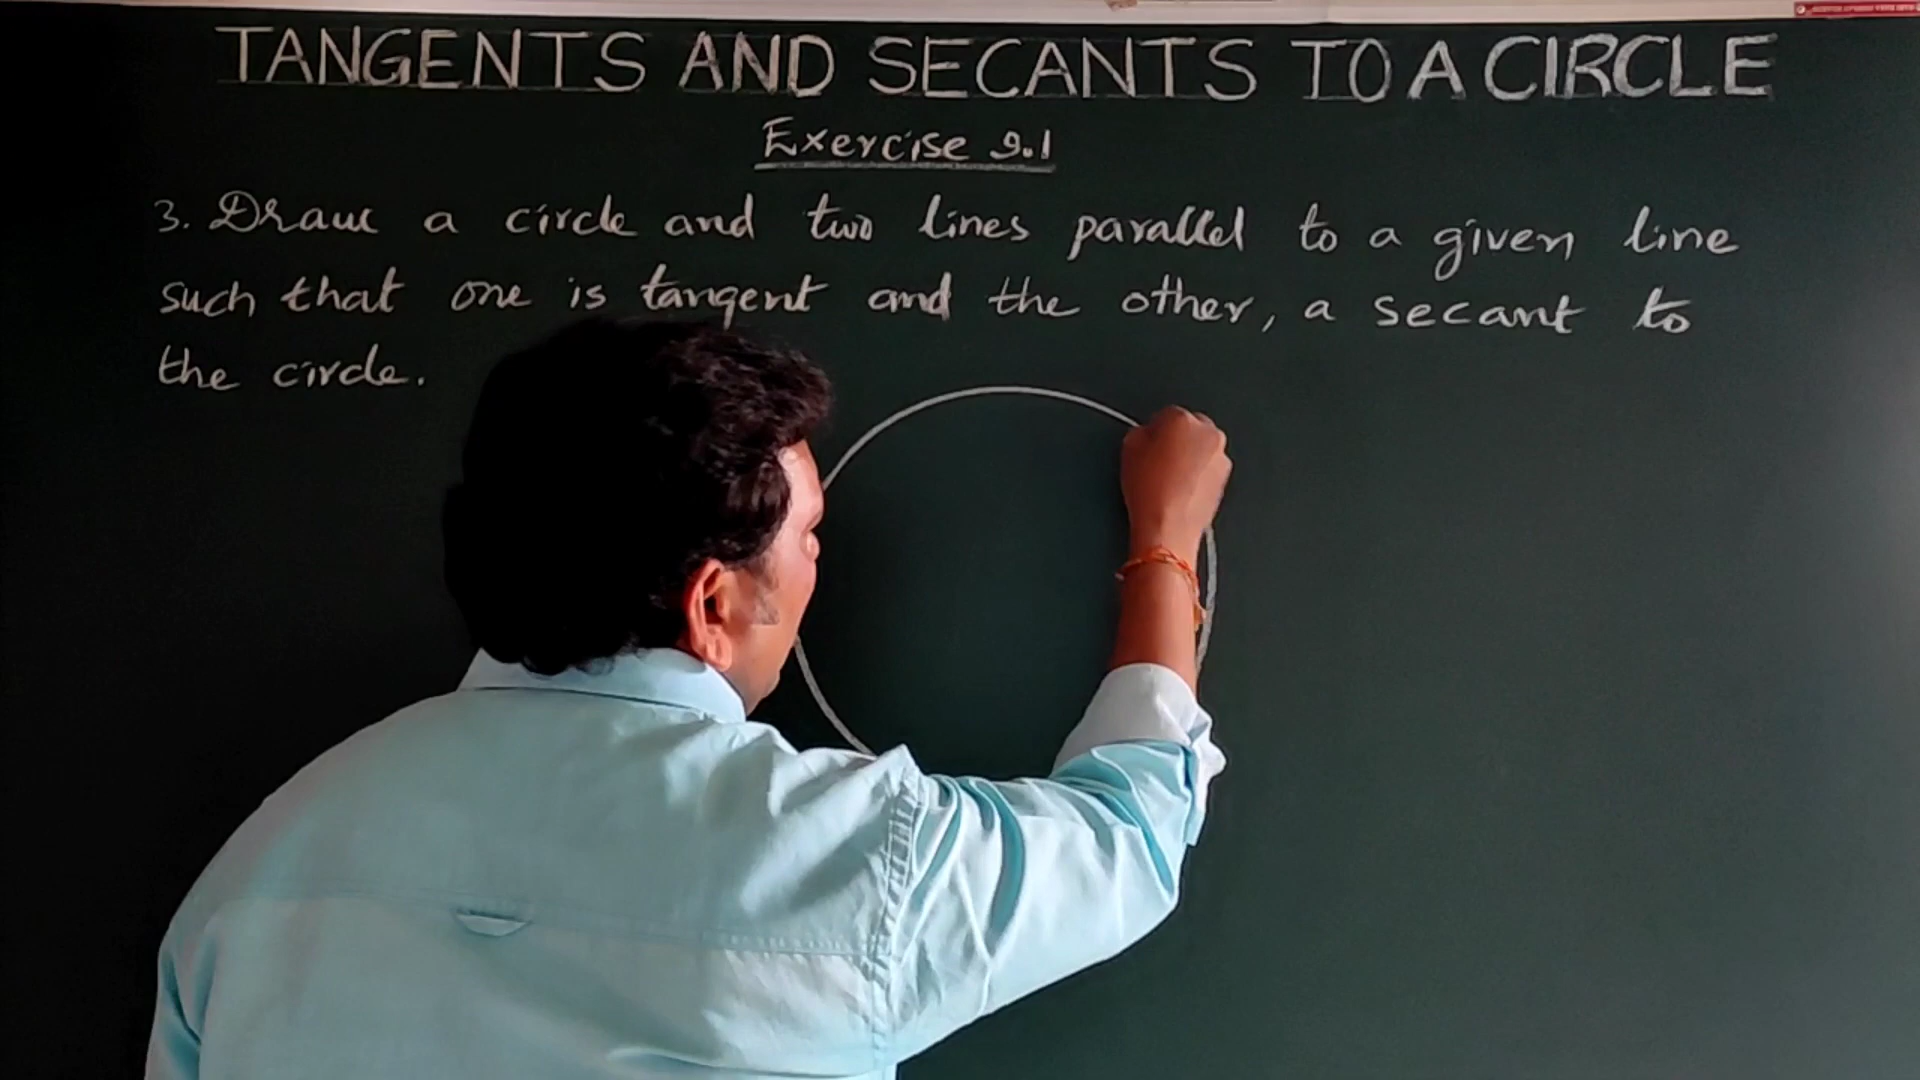 TANGENTS AND SECANTS TO A CIRCLE
Exercise 9.1
3. Draw a circle and two lines parallel to a given line
such that one is tangent and the other, a secant to
the circle.